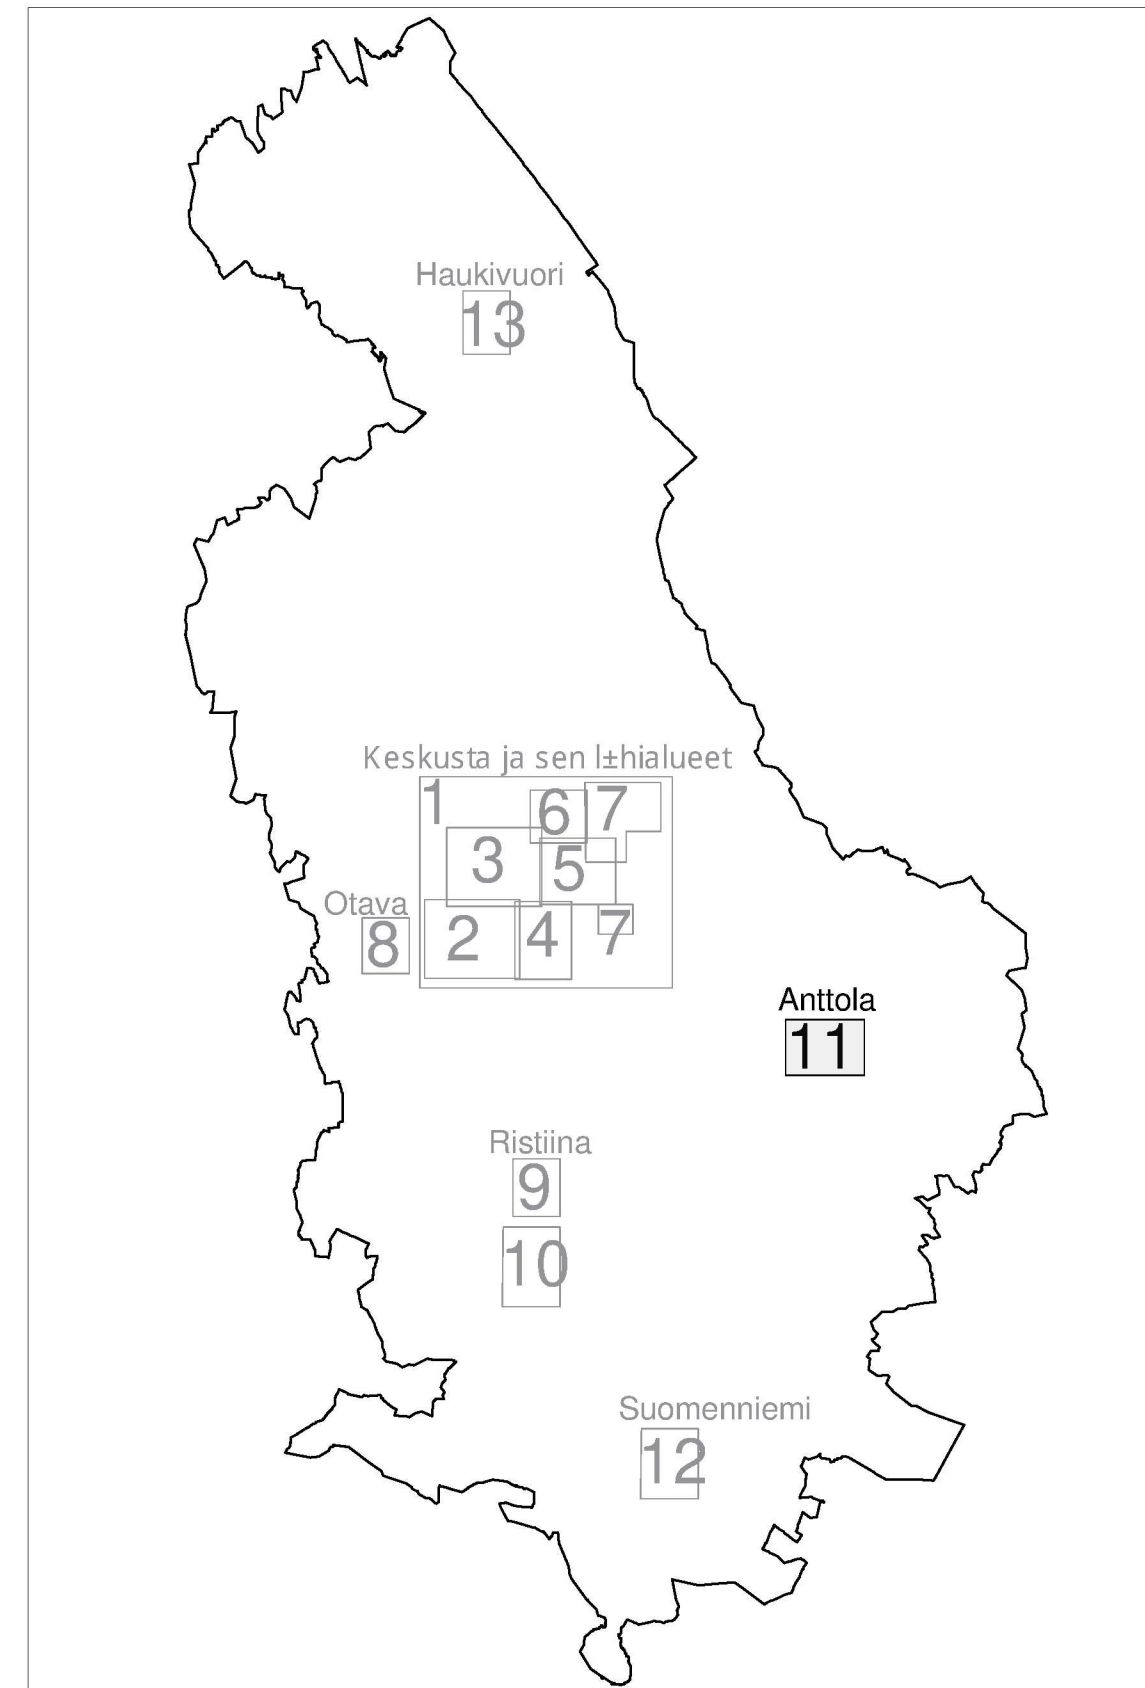 Haukivuori
13
Keskusta ja sen l±hialueet
1
6
7
3
5
Otava
8
2
4
7
Anttola
11
Ristiina
9
10
Suomenniemi
12